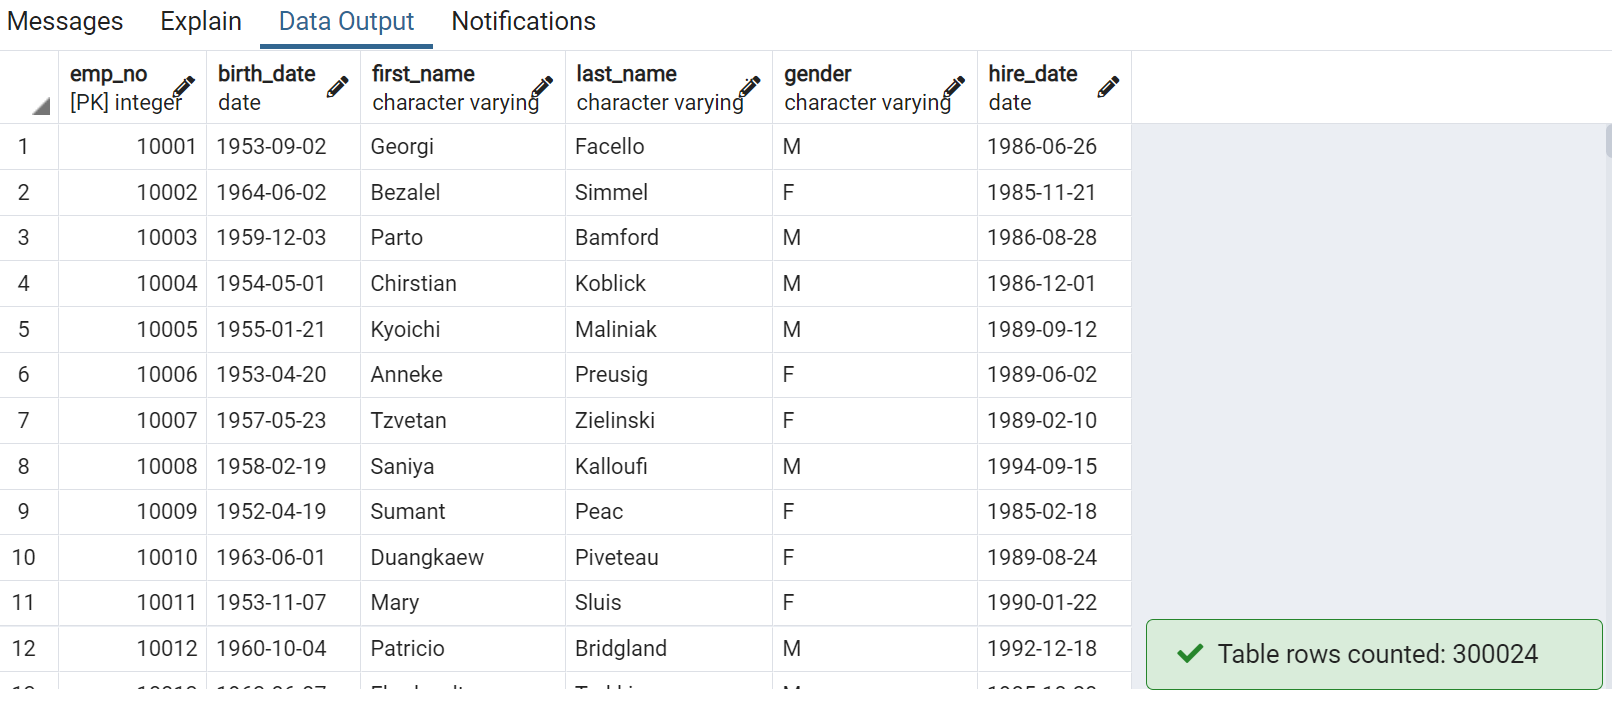 Messages Explain Data Output Notifications
emp_no birth_date first_name last_name gender hire_date
[PK] integer date character varying character varying character varying date
1 10001 1953-09-02 Georgi Facello M 1986-06-26
2 10002 1964-06-02 Bezalel Simmel F 1985-11-21
3 10003 1959-12-03 Parto Bamford M 1986-08-28
4 10004 1954-05-01 Chirstian Koblick M 1986-12-01
5 10005 1955-01-21 Kyoichi Maliniak M 1989-09-12
6 10006 1953-04-20 Anneke Preusig F 1989-06-02
7 10007 1957-05-23 Tzvetan Zielinski F 1989-02-10
8 10008 1958-02-19 Saniya Kalloufi M 1994-09-15
9 10009 1952-04-19 Sumant Peac F 1985-02-18
10 10010 1963-06-01 Duangkaew Piveteau F 1989-08-24
11 10011 1953-11-07 Mary Sluis F 1990-01-22
12 10012 1960-10-04 Patricio Bridgland M 1992-12-18
Table rows counted: 300024